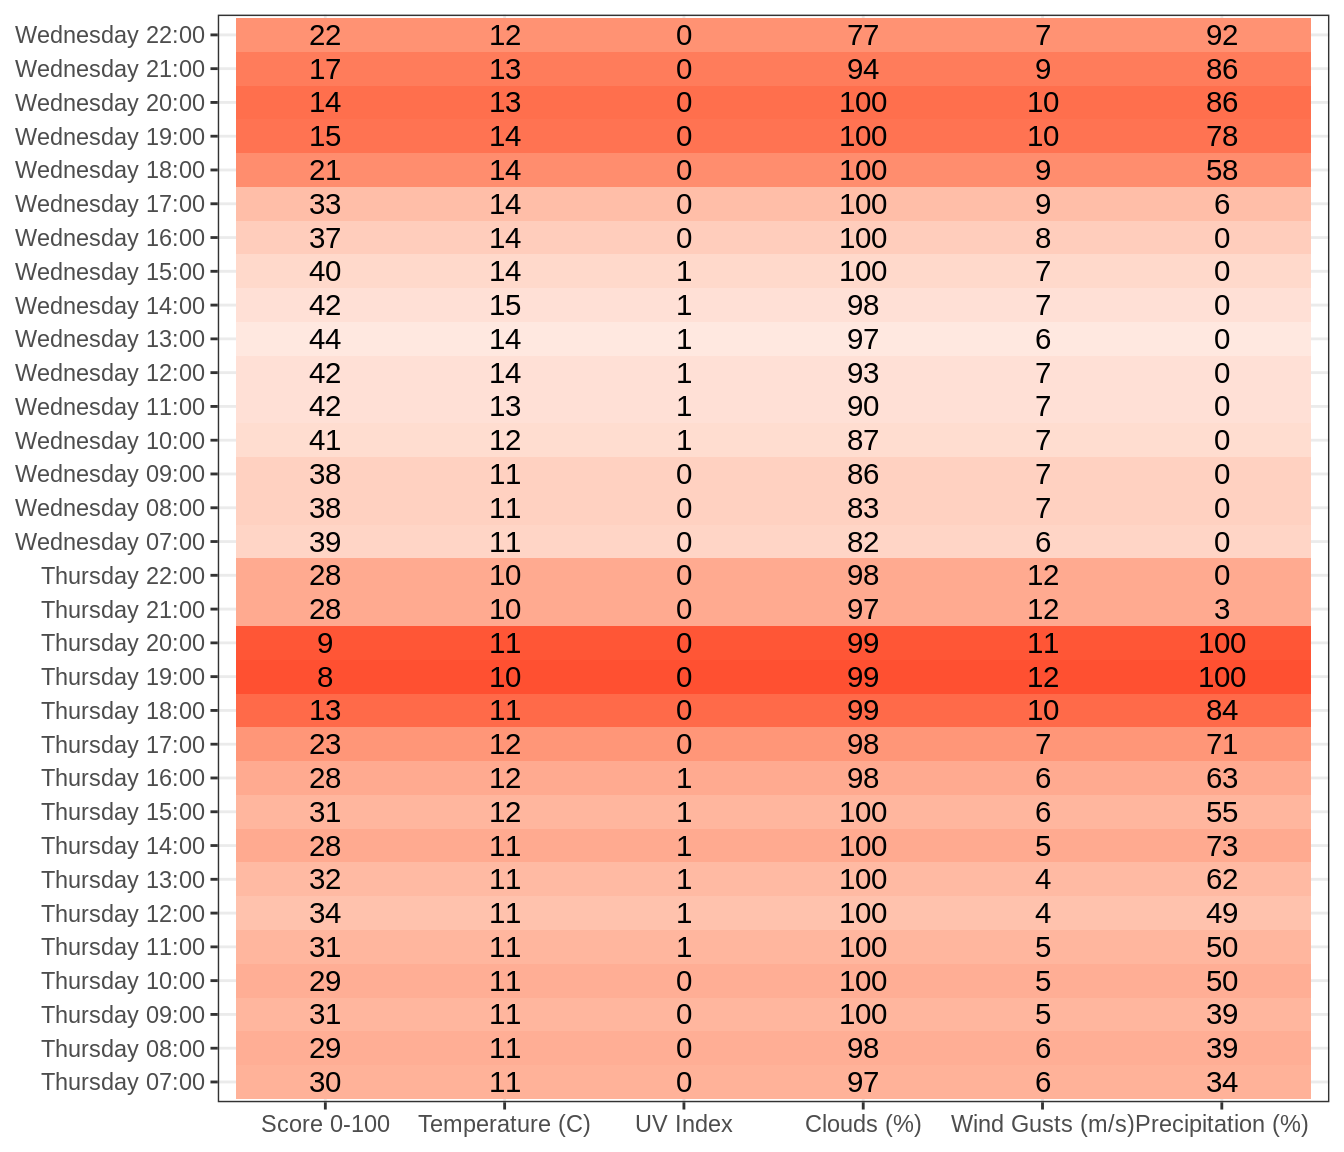 Wednesday 22:00 22 12 0 77 7 92
Wednesday 21:00 17 13 0 94 9 86
Wednesday 20:00 14 13 0 100 10 86
Wednesday 19:00 15 14 0 100 10 78
Wednesday 18:00 21 14 0 100 9 58
Wednesday 17:00 33 14 0 100 9 6
Wednesday 16:00 37 14 0 100 8 0
Wednesday 15:00 40 14 1 100 7 0
Wednesday 14:00 42 15 1 98 7 0
Wednesday 13:00 44 14 1 97 6 0
Wednesday 12:00 42 14 1 93 7 0
Wednesday 11:00 42 13 1 90 7 0
Wednesday 10:00 41 12 1 87 7 0
Wednesday 09:00 38 11 0 86 7 0
Wednesday 08:00 38 11 0 83 7 0
Wednesday 07:00 39 11 0 82 6 0
Thursday 22:00 28 10 0 98 12 0
Thursday 21:00 28 10 0 97 12 3
Thursday 20:00 9 11 0 99 11 100
Thursday 19:00 8 10 0 99 12 100
Thursday 18:00 13 11 0 99 10 84
Thursday 17:00 23 12 0 98 7 71
Thursday 16:00 28 12 1 98 6 63
Thursday 15:00 31 12 1 100 6 55
Thursday 14:00 28 11 1 100 5 73
Thursday 13:00 32 11 1 100 4 62
Thursday 12:00 34 11 1 100 4 49
Thursday 11:00 31 11 1 100 5 50
Thursday 10:00 29 11 0 100 5 50
Thursday 09:00 31 11 0 100 5 39
Thursday 08:00 29 11 0 98 6 39
Thursday 07:00 30 11 0 97 6 34
Score 0-100 Temperature (C) UV Index Clouds (%) Wind Gusts (m/s) Precipitation (%)